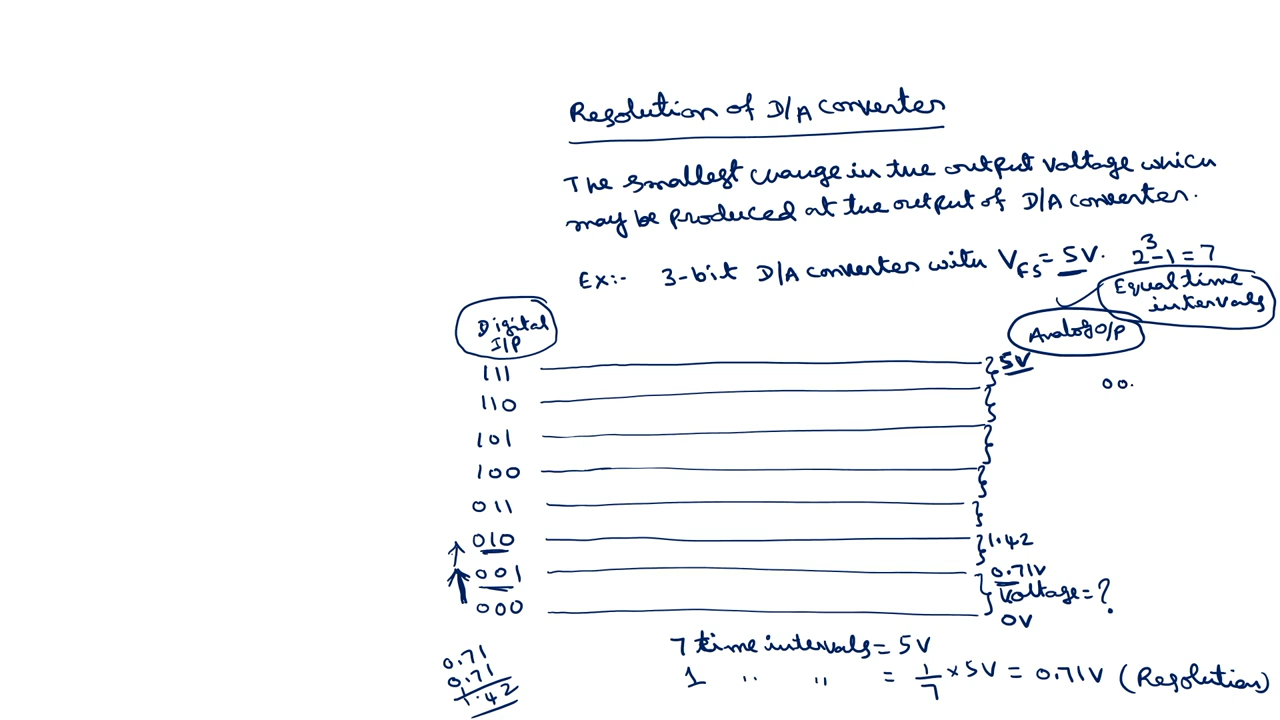 Resolution of D/A converter
The smallest change in the output voltage which
may be produced at the output of D/A converter.
Ex:- 3-bit D/A converter with V_FS = 5V. 2^3-1=7
Equal time
intervals
Digital
I/P
Analog O/P
111 5V
00.
110
101
100
011
010 1.42
001 0.71V
Voltage = ?
000 0V
7 time intervals = 5V
1 " " = 1/7 × 5V = 0.71V (Resolution)
0.71
0.71
1.42